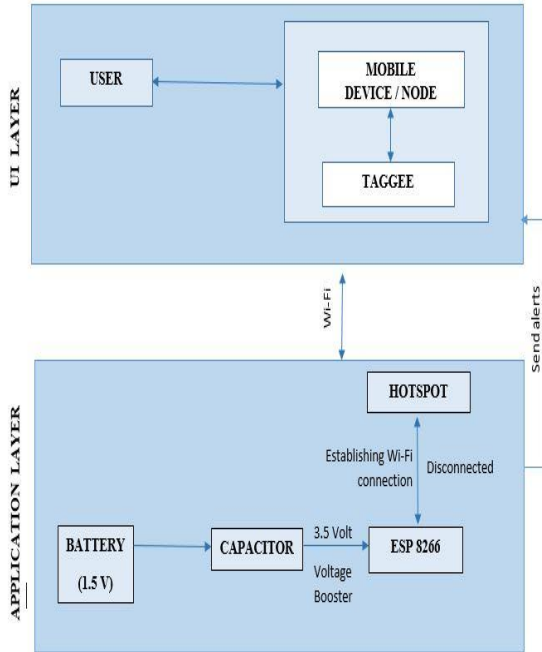 UI LAYER
USER
MOBILE
DEVICE / NODE
TAGGEE
Wi-Fi
Send alerts
APPLICATION LAYER
HOTSPOT
Establishing Wi-Fi
connection
Disconnected
BATTERY
(1.5 V)
CAPACITOR
3.5 Volt
Voltage
Booster
ESP 8266